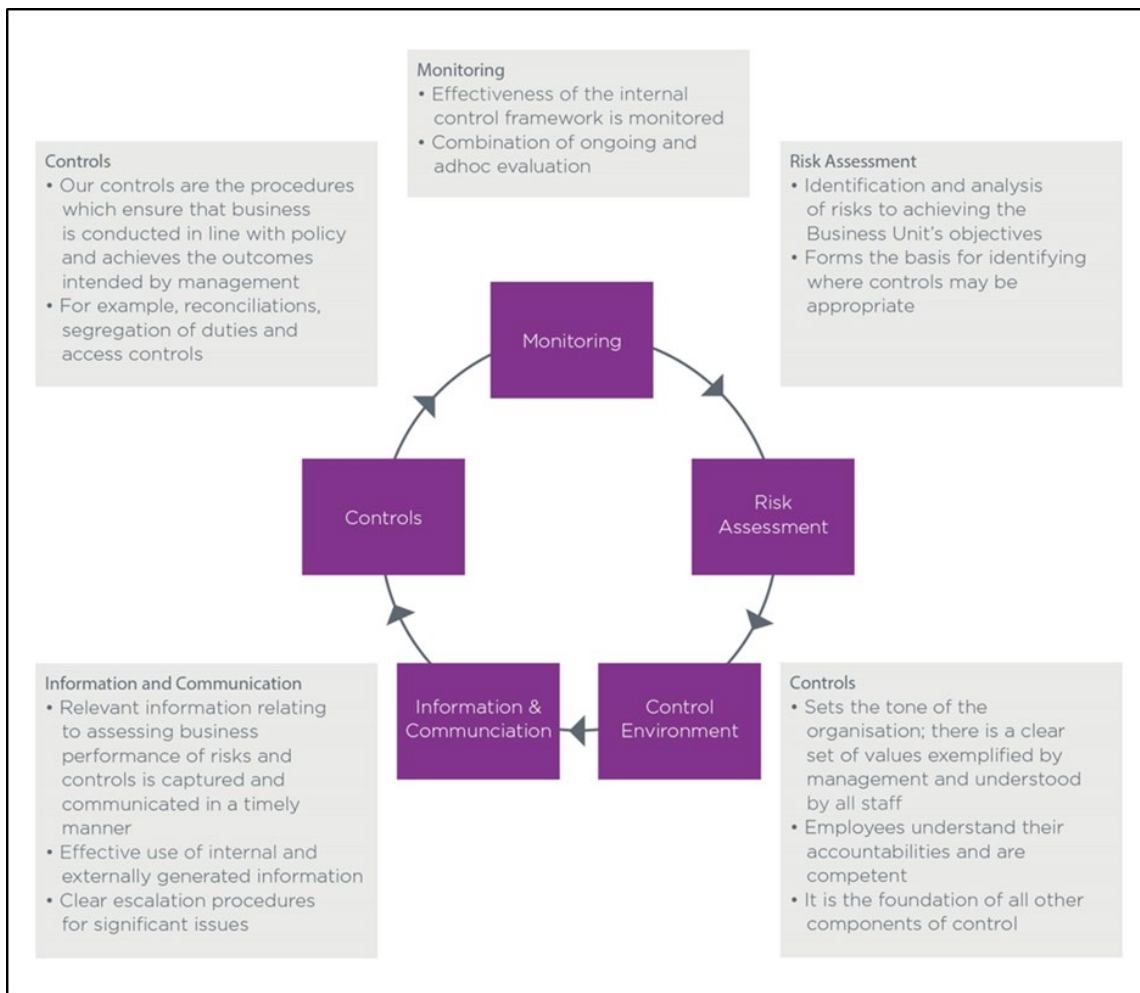 Monitoring
• Effectiveness of the internal
control framework is monitored
• Combination of ongoing and
adhoc evaluation
Controls
• Our controls are the procedures
which ensure that business
is conducted in line with policy
and achieves the outcomes
intended by management
• For example, reconciliations,
segregation of duties and
access controls
Risk Assessment
• Identification and analysis
of risks to achieving the
Business Unit's objectives
• Forms the basis for identifying
where controls may be
appropriate
Monitoring
Controls
Risk
Assessment
Information &
Communciation
Control
Environment
Information and Communication
• Relevant information relating
to assessing business
performance of risks and
controls is captured and
communicated in a timely
manner
• Effective use of internal and
externally generated information
• Clear escalation procedures
for significant issues
Controls
• Sets the tone of the
organisation; there is a clear
set of values exemplified by
management and understood
by all staff
• Employees understand their
accountabilities and are
competent
• It is the foundation of all other
components of control